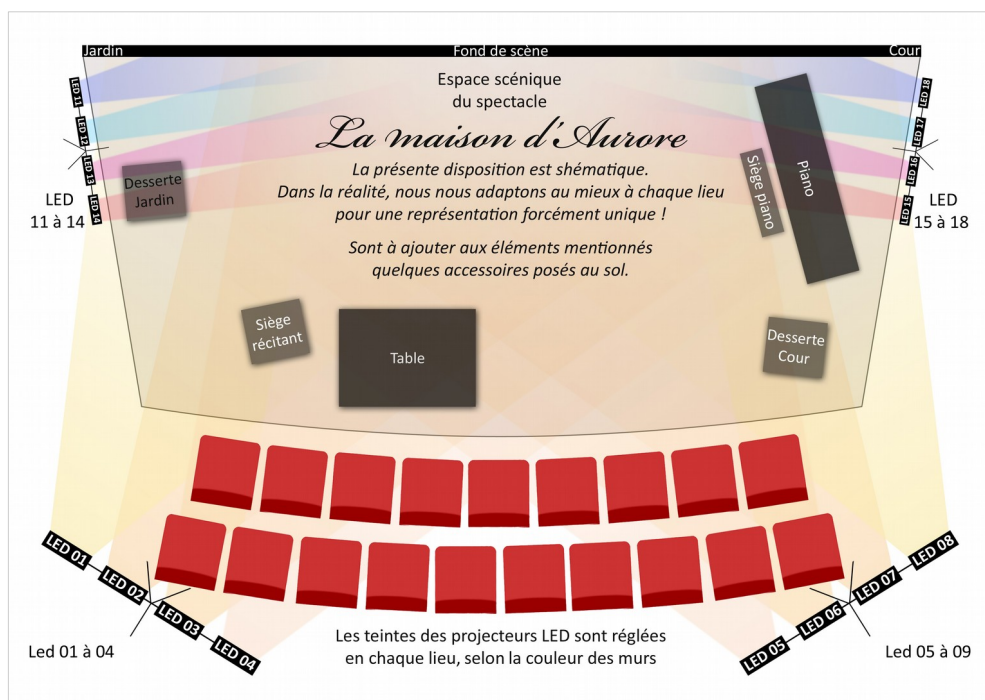 Jardin
Fond de scène
Cour
Espace scénique
du spectacle
La maison d'Aurore
La présente disposition est shématique.
Dans la réalité, nous nous adaptons au mieux à chaque lieu
pour une représentation forcément unique !
Sont à ajouter aux éléments mentionnés
quelques accessoires posés au sol.
LED 11
LED 12
LED 13
LED 14
LED
11 à 14
LED 18
LED 17
LED 16
LED 15
LED
15 à 18
Desserte
Jardin
Siège piano
Piano
Siège
récitant
Table
Desserte
Cour
LED 01
LED 02
LED 03
LED 04
Led 01 à 04
LED 08
LED 07
LED 06
LED 05
Led 05 à 09
Les teintes des projecteurs LED sont réglées
en chaque lieu, selon la couleur des murs